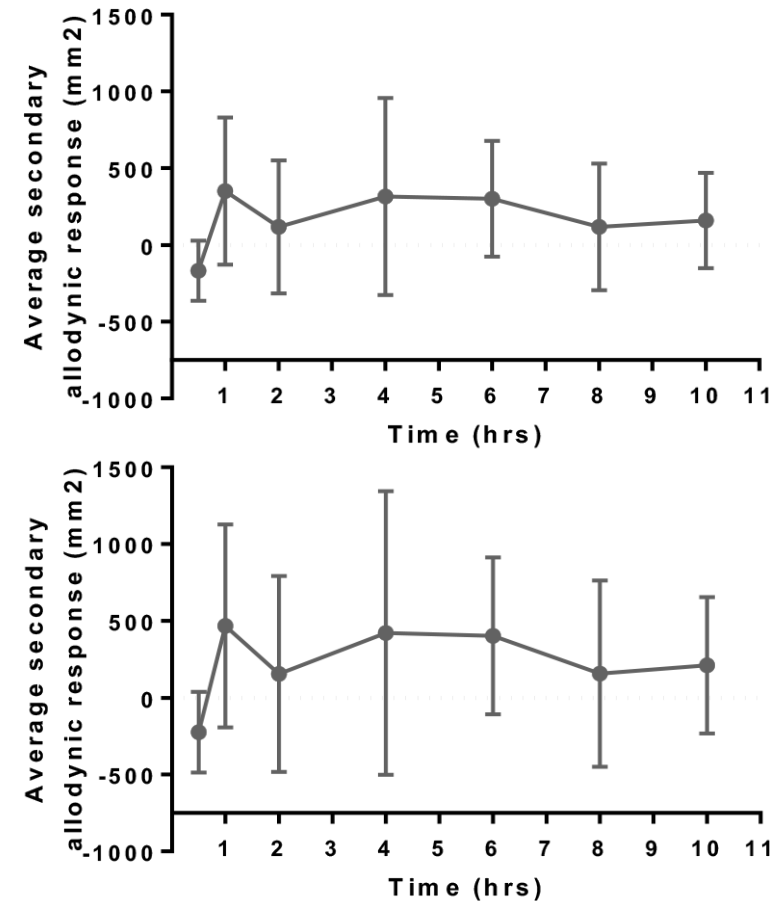 Average secondary
allodynic response (mm2)
1500
1000
500
0
-500
-1000
1 2 3 4 5 6 7 8 9 10 11
Time (hrs)
Average secondary
allodynic response (mm2)
1500
1000
500
0
-500
-1000
1 2 3 4 5 6 7 8 9 10 11
Time (hrs)